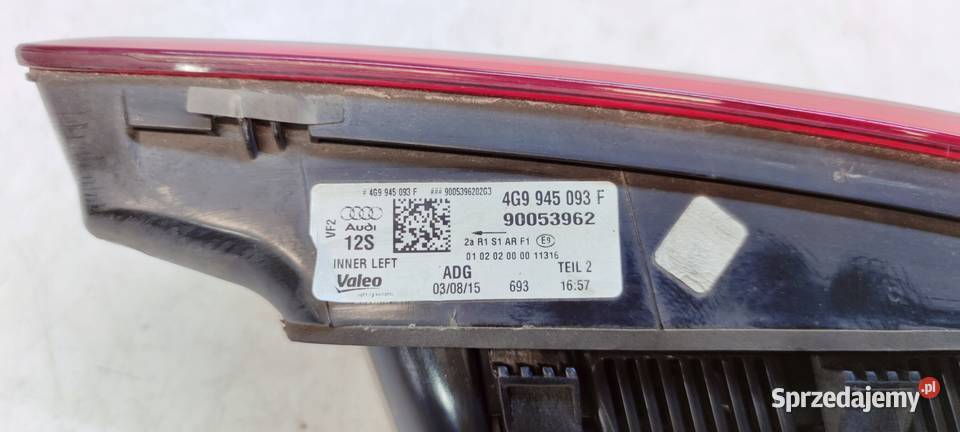 # 4G9 945 093 F ### 9005396202G3
4G9 945 093 F
90053962
VF2
Audi
12S
2a R1 S1 AR F1 E9
01 02 02 00 00 11316
INNER LEFT
ADG
TEIL 2
Valeo
03/08/15 693 16:57
Sprzedajemy.pl